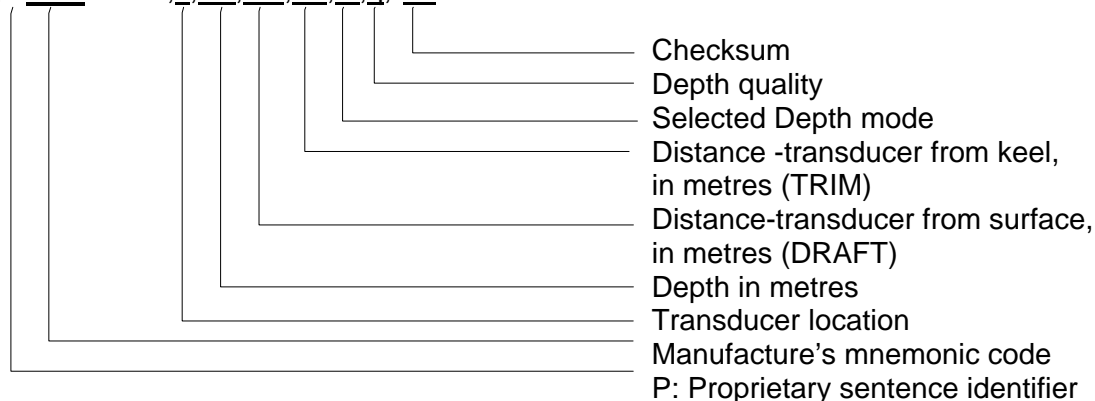 Checksum
Depth quality
Selected Depth mode
Distance -transducer from keel,
in metres (TRIM)
Distance-transducer from surface,
in metres (DRAFT)
Depth in metres
Transducer location
Manufacture's mnemonic code
P: Proprietary sentence identifier